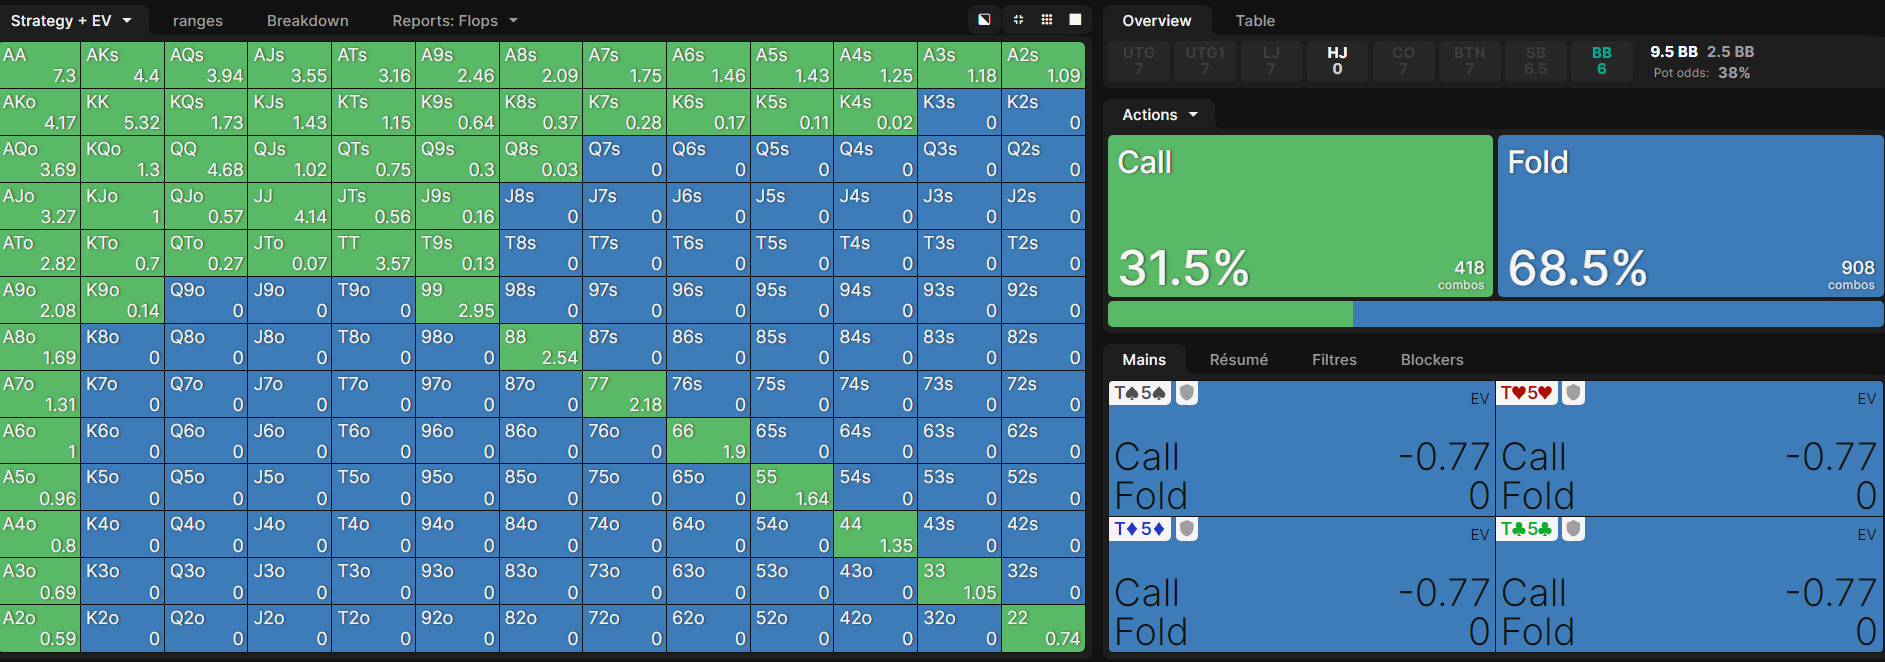 Strategy + EV ranges Breakdown Reports: Flops
AA AKs AQs AJs ATs A9s A8s A7s A6s A5s A4s A3s A2s
7.3 4.4 3.94 3.55 3.16 2.46 2.09 1.75 1.46 1.43 1.25 1.18 1.09
AKo KK KQs KJs KTs K9s K8s K7s K6s K5s K4s K3s K2s
4.17 5.32 1.73 1.43 1.15 0.64 0.37 0.28 0.17 0.11 0.02 0 0
AQo KQo QQ QJs QTs Q9s Q8s Q7s Q6s Q5s Q4s Q3s Q2s
3.69 1.3 4.68 1.02 0.75 0.3 0.03 0 0 0 0 0 0
AJo KJo QJo JJ JTs J9s J8s J7s J6s J5s J4s J3s J2s
3.27 1 0.57 4.14 0.56 0.16 0 0 0 0 0 0 0
ATo KTo QTo JTo TT T9s T8s T7s T6s T5s T4s T3s T2s
2.82 0.7 0.27 0.07 3.57 0.13 0 0 0 0 0 0 0
A9o K9o Q9o J9o T9o 99 98s 97s 96s 95s 94s 93s 92s
2.08 0.14 0 0 0 2.95 0 0 0 0 0 0 0
A8o K8o Q8o J8o T8o 98o 88 87s 86s 85s 84s 83s 82s
1.69 0 0 0 0 0 2.54 0 0 0 0 0 0
A7o K7o Q7o J7o T7o 97o 87o 77 76s 75s 74s 73s 72s
1.31 0 0 0 0 0 0 2.18 0 0 0 0 0
A6o K6o Q6o J6o T6o 96o 86o 76o 66 65s 64s 63s 62s
1 0 0 0 0 0 0 0 1.9 0 0 0 0
A5o K5o Q5o J5o T5o 95o 85o 75o 65o 55 54s 53s 52s
0.96 0 0 0 0 0 0 0 0 1.64 0 0 0
A4o K4o Q4o J4o T4o 94o 84o 74o 64o 54o 44 43s 42s
0.8 0 0 0 0 0 0 0 0 0 1.35 0 0
A3o K3o Q3o J3o T3o 93o 83o 73o 63o 53o 43o 33 32s
0.69 0 0 0 0 0 0 0 0 0 0 1.05 0
A2o K2o Q2o J2o T2o 92o 82o 72o 62o 52o 42o 32o 22
0.59 0 0 0 0 0 0 0 0 0 0 0 0.74
Overview Table
UTG UTG1 LJ HJ CO BTN SB BB 9.5 BB 2.5 BB
7 7 7 0 7 7 6.5 6 Pot odds: 38%
Actions
Call Fold
31.5% 418 combos 68.5% 908 combos
Mains Résumé Filtres Blockers
T♠5♠ EV T♥5♥ EV
Call -0.77 Call -0.77
Fold 0 Fold 0
T♦5♦ EV T♣5♣ EV
Call -0.77 Call -0.77
Fold 0 Fold 0